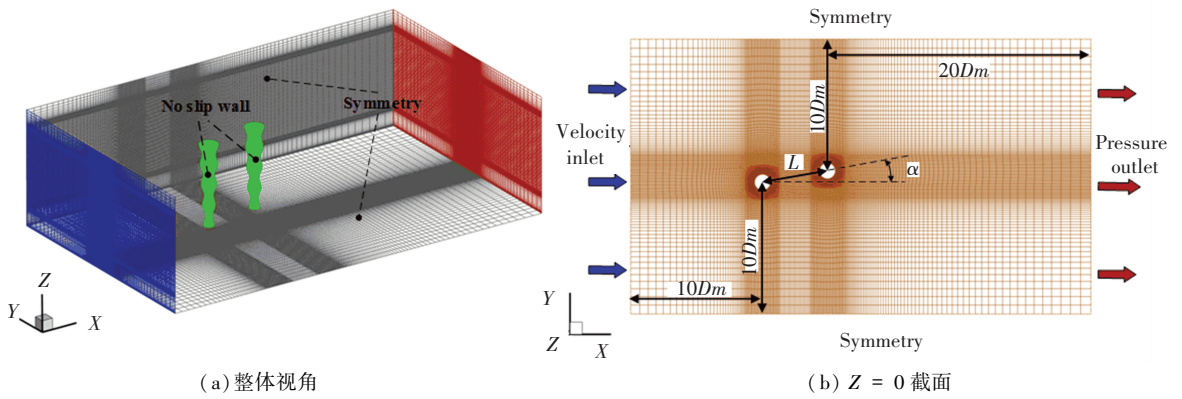 No slip wall
Symmetry
Z
Y
X
(a)整体视角
Symmetry
20Dm
10Dm
Velocity
inlet
Pressure
outlet
L
α
10Dm
10Dm
Y
Z
X
Symmetry
(b) Z = 0 截面